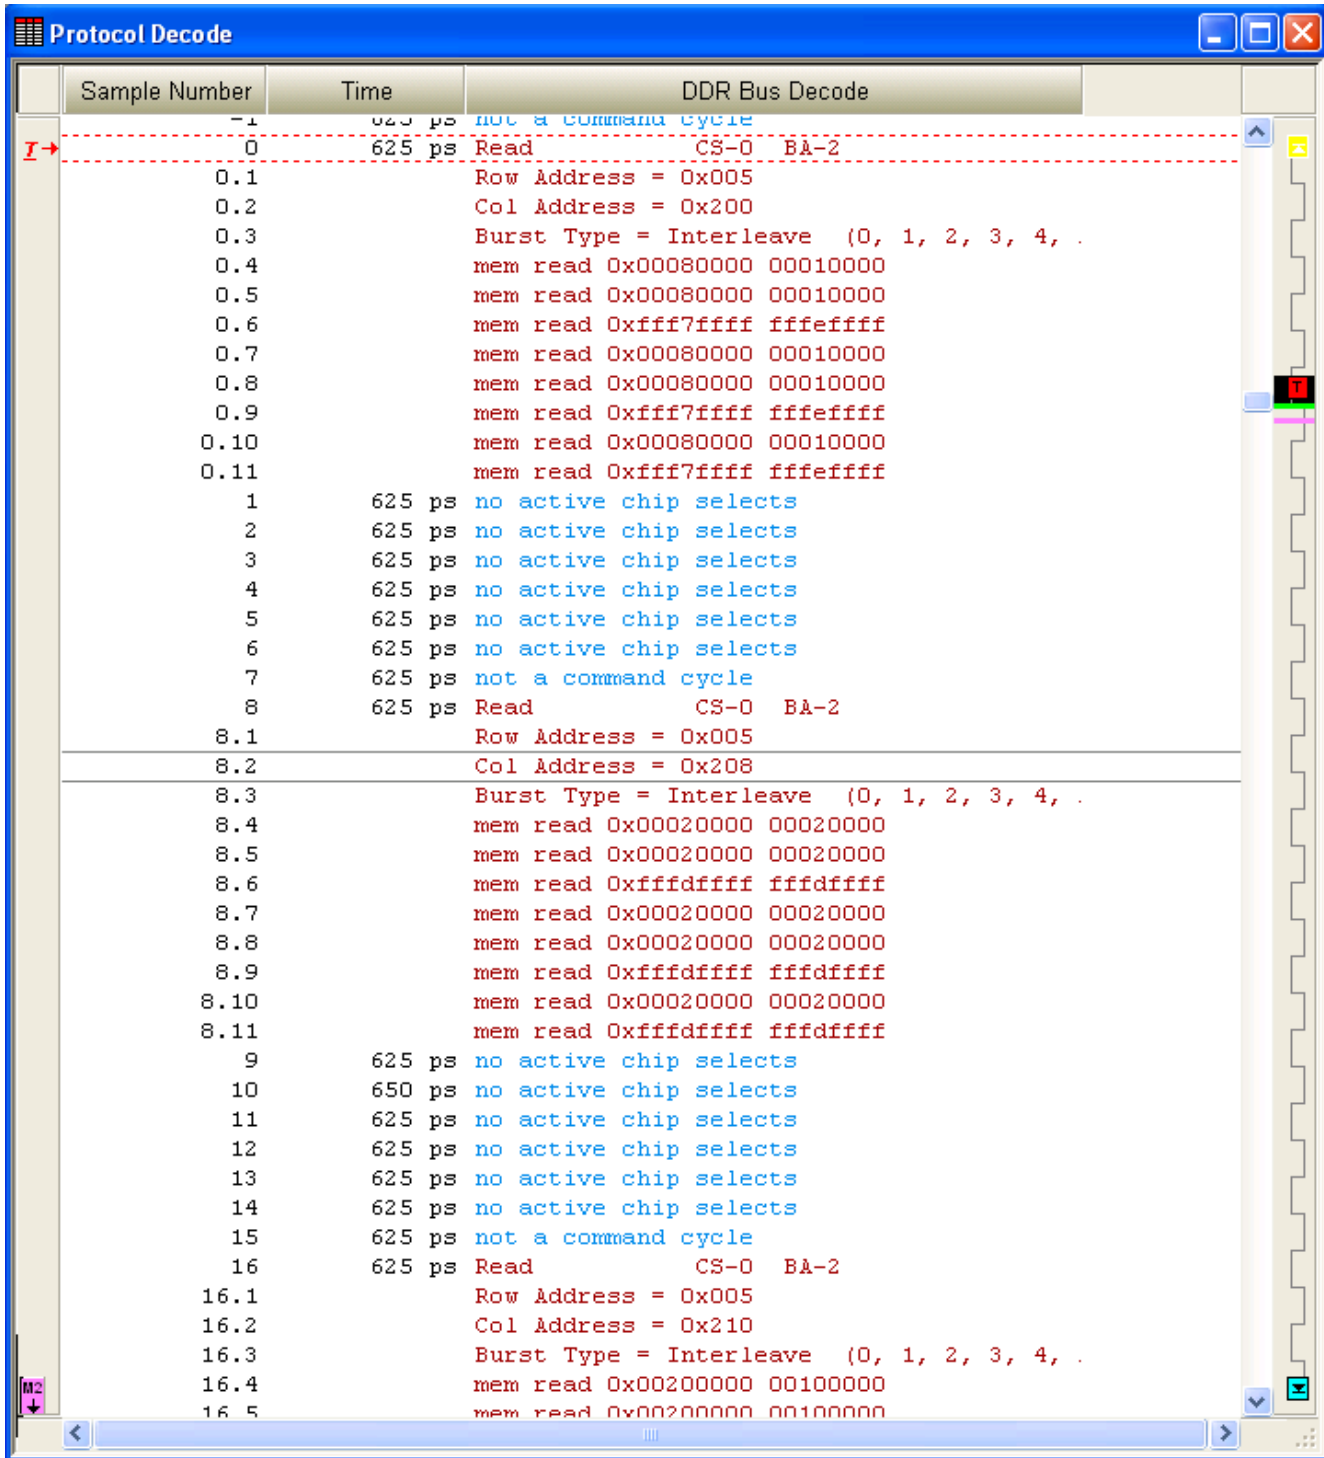 Protocol Decode
Sample Number Time DDR Bus Decode
-1 625 ps not a command cycle
0 625 ps Read CS-0 BA-2
0.1 Row Address = 0x005
0.2 Col Address = 0x200
0.3 Burst Type = Interleave (0, 1, 2, 3, 4, .
0.4 mem read 0x00080000 00010000
0.5 mem read 0x00080000 00010000
0.6 mem read 0xfff7ffff fffeffff
0.7 mem read 0x00080000 00010000
0.8 mem read 0x00080000 00010000
0.9 mem read 0xfff7ffff fffeffff
0.10 mem read 0x00080000 00010000
0.11 mem read 0xfff7ffff fffeffff
1 625 ps no active chip selects
2 625 ps no active chip selects
3 625 ps no active chip selects
4 625 ps no active chip selects
5 625 ps no active chip selects
6 625 ps no active chip selects
7 625 ps not a command cycle
8 625 ps Read CS-0 BA-2
8.1 Row Address = 0x005
8.2 Col Address = 0x208
8.3 Burst Type = Interleave (0, 1, 2, 3, 4, .
8.4 mem read 0x00020000 00020000
8.5 mem read 0x00020000 00020000
8.6 mem read 0xfffdffff fffdffff
8.7 mem read 0x00020000 00020000
8.8 mem read 0x00020000 00020000
8.9 mem read 0xfffdffff fffdffff
8.10 mem read 0x00020000 00020000
8.11 mem read 0xfffdffff fffdffff
9 625 ps no active chip selects
10 650 ps no active chip selects
11 625 ps no active chip selects
12 625 ps no active chip selects
13 625 ps no active chip selects
14 625 ps no active chip selects
15 625 ps not a command cycle
16 625 ps Read CS-0 BA-2
16.1 Row Address = 0x005
16.2 Col Address = 0x210
16.3 Burst Type = Interleave (0, 1, 2, 3, 4, .
M2 16.4 mem read 0x00200000 00100000
16.5 mem read 0x00200000 00100000
T
T